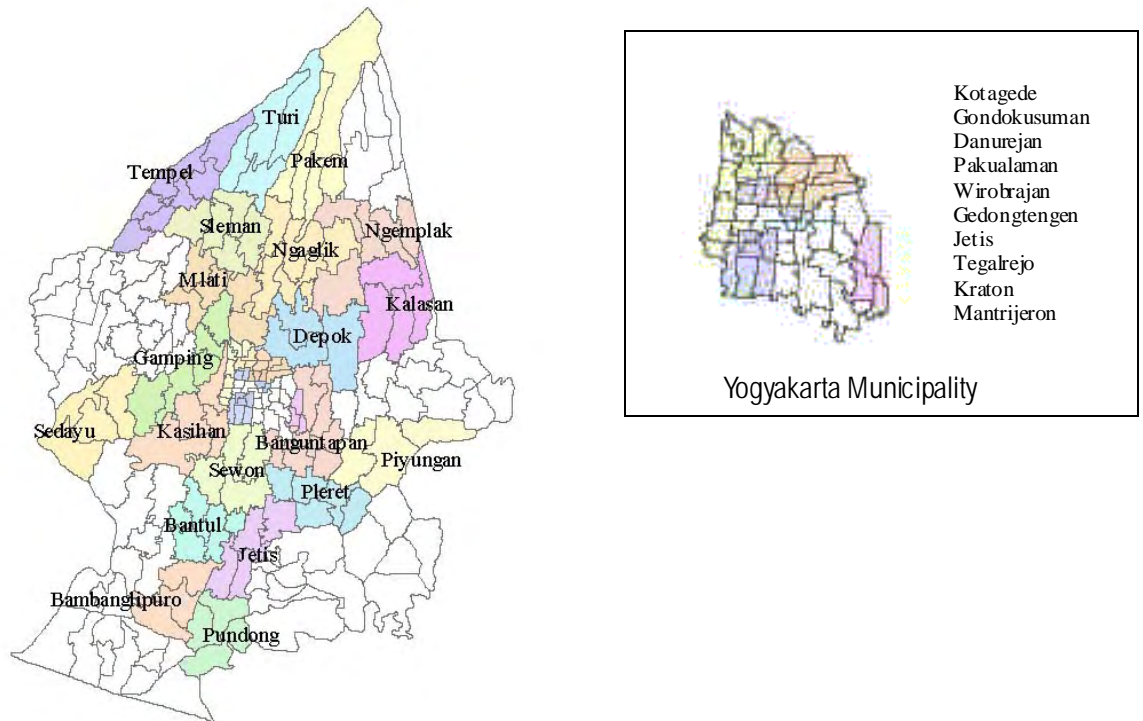 Turi
Pakem
Tempel
Sleman
Ngemplak
Ngaglik
Mlati
Kalasan
Depok
Gamping
Sedayu
Kasihan
Banguntapan
Piyungan
Sewon
Pleret
Bantul
Jetis
Bambanglipuro
Pundong
Kotagede
Gondokusuman
Danurejan
Pakualaman
Wirobrajan
Gedongtengen
Jetis
Tegalrejo
Kraton
Mantrijeron
Yogyakarta Municipality